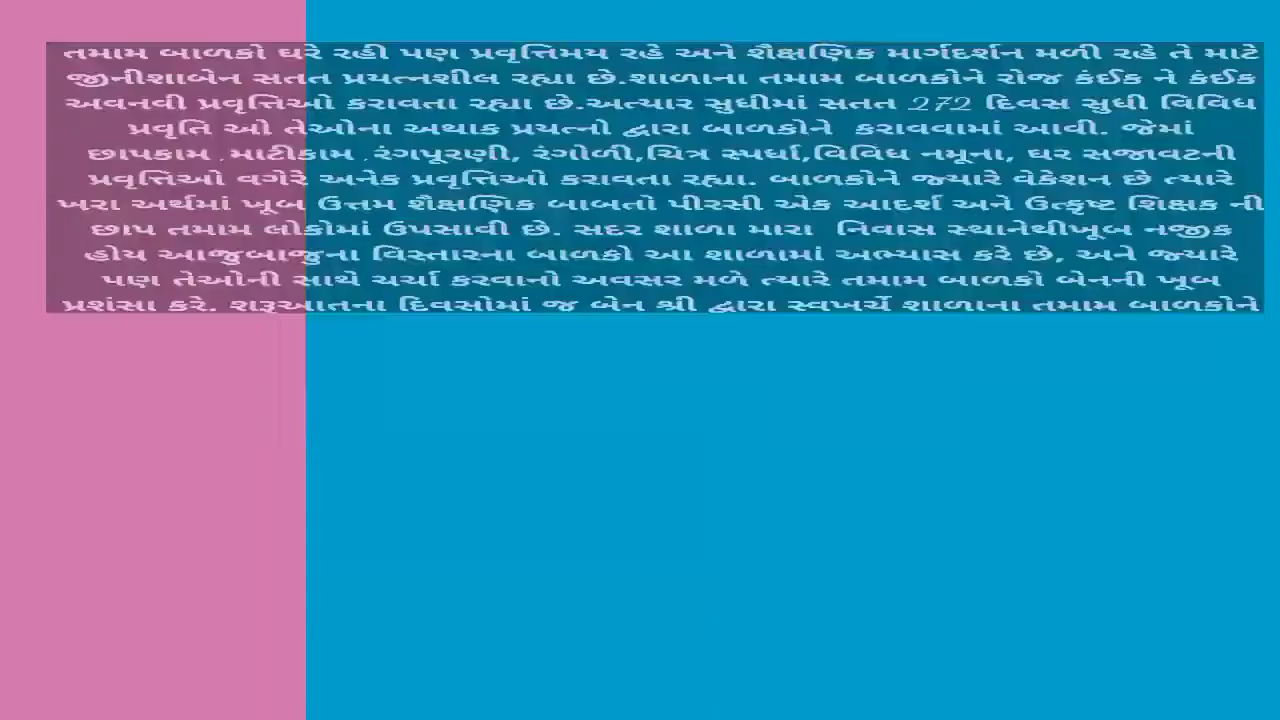 તમામ બાળકો ઘરે રહી પણ પ્રવૃત્તિમય રહે અને શૈક્ષણિક માર્ગદર્શન મળી રહે તે માટે
જીનીશાબેન સતત પ્રયત્નશીલ રહ્યા છે.શાળાના તમામ બાળકોને રોજ કંઈક ને કંઈક
અવનવી પ્રવૃત્તિઓ કરાવતા રહ્યા છે.અત્યાર સુધીમાં સતત 272 દિવસ સુધી વિવિધ
પ્રવૃતિ ઓ તેઓના અથાક પ્રયત્નો દ્વારા બાળકોને કરાવવામાં આવી. જેમાં
છાપકામ ,માટીકામ ,રંગપૂરણી, રંગોળી,ચિત્ર સ્પર્ધા,વિવિધ નમૂના, ઘર સજાવટની
પ્રવૃત્તિઓ વગેરે અનેક પ્રવૃત્તિઓ કરાવતા રહ્યા. બાળકોને જ્યારે વેકેશન છે ત્યારે
ખરા અર્થમાં ખૂબ ઉત્તમ શૈક્ષણિક બાબતો પીરસી એક આદર્શ અને ઉત્કૃષ્ટ શિક્ષક ની
છાપ તમામ લોકોમાં ઉપસાવી છે. સદર શાળા મારા નિવાસ સ્થાનેથીખૂબ નજીક
હોય આજુબાજુના વિસ્તારના બાળકો આ શાળામાં અભ્યાસ કરે છે, અને જ્યારે
પણ તેઓની સાથે ચર્ચા કરવાનો અવસર મળે ત્યારે તમામ બાળકો બેનની ખૂબ
પ્રશંસા કરે. શરૂઆતના દિવસોમાં જ બેન શ્રી દ્વારા સ્વખર્ચે શાળાના તમામ બાળકોને